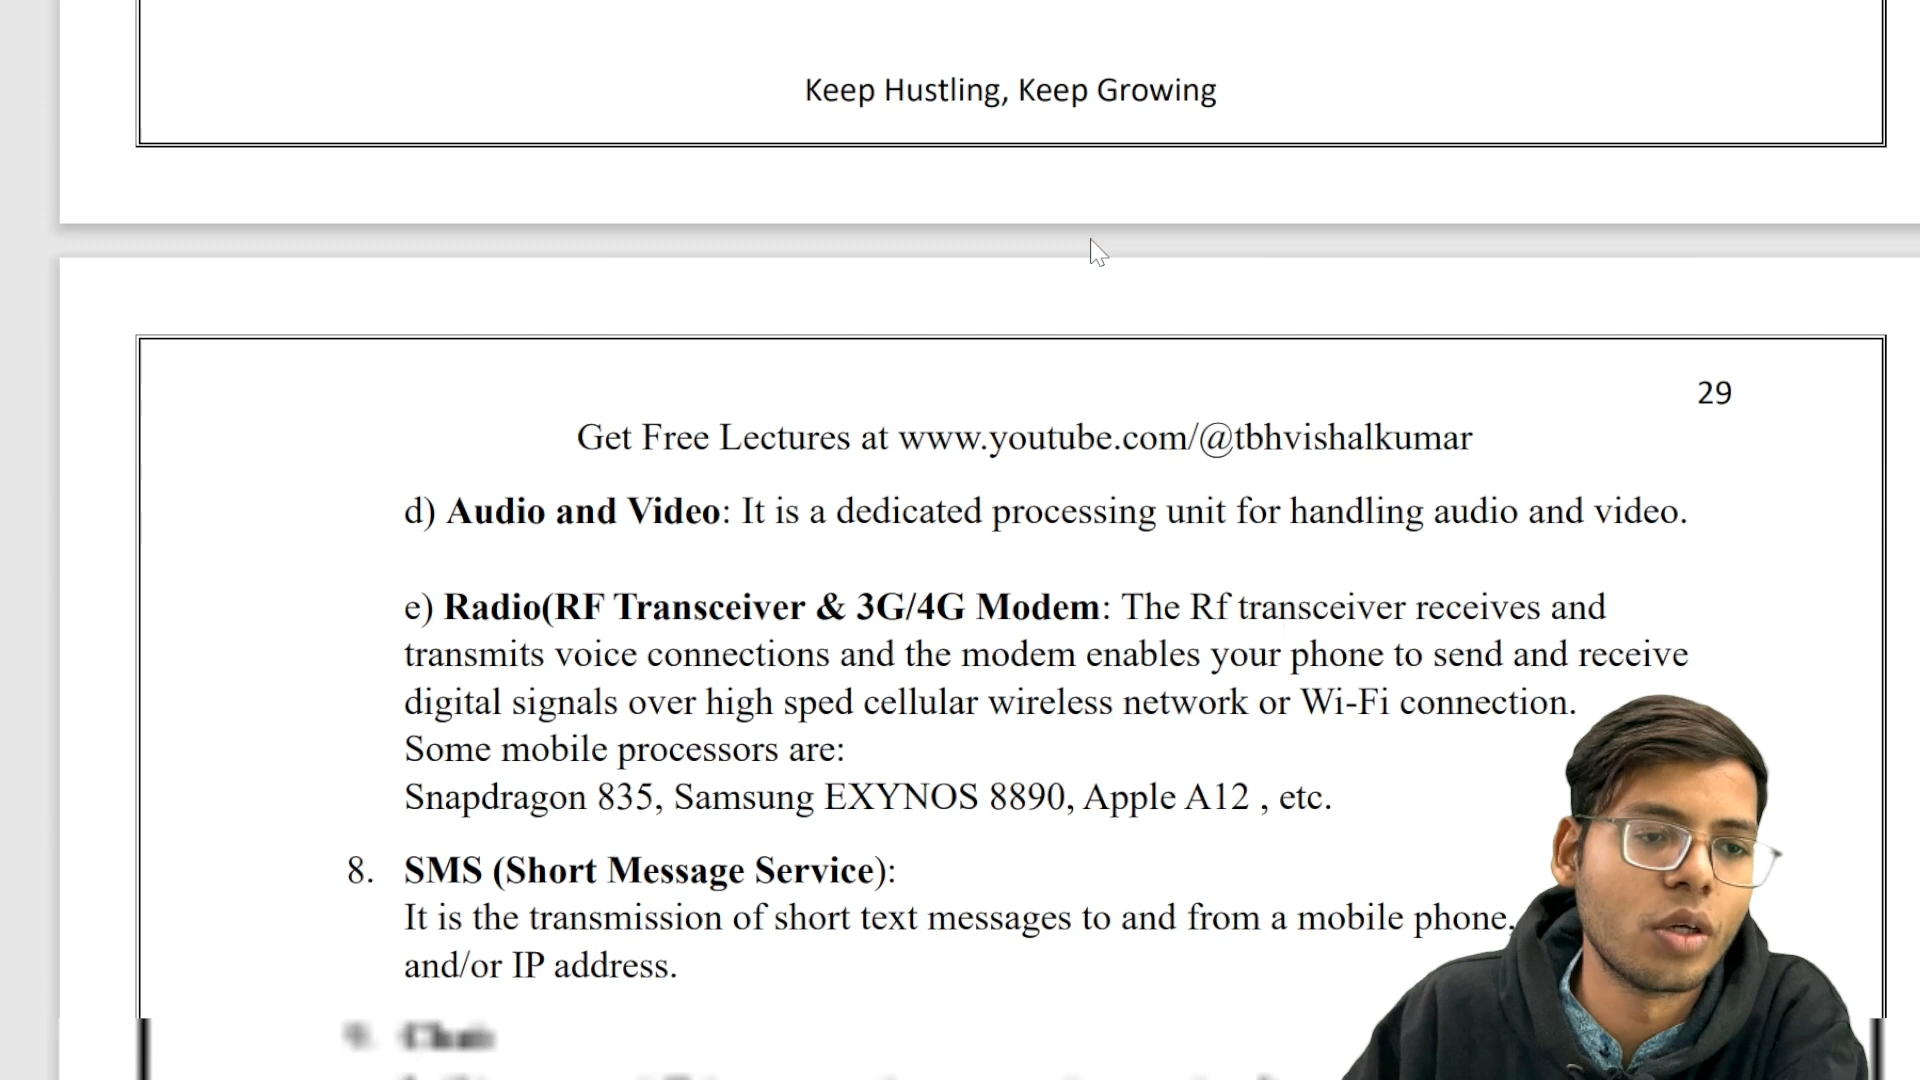 Keep Hustling, Keep Growing
29
Get Free Lectures at www.youtube.com/@tbhvishalkumar
d) Audio and Video: It is a dedicated processing unit for handling audio and video.
e) Radio(RF Transceiver & 3G/4G Modem: The Rf transceiver receives and
transmits voice connections and the modem enables your phone to send and receive
digital signals over high sped cellular wireless network or Wi-Fi connection.
Some mobile processors are:
Snapdragon 835, Samsung EXYNOS 8890, Apple A12 , etc.
8. SMS (Short Message Service):
It is the transmission of short text messages to and from a mobile phone,
and/or IP address.